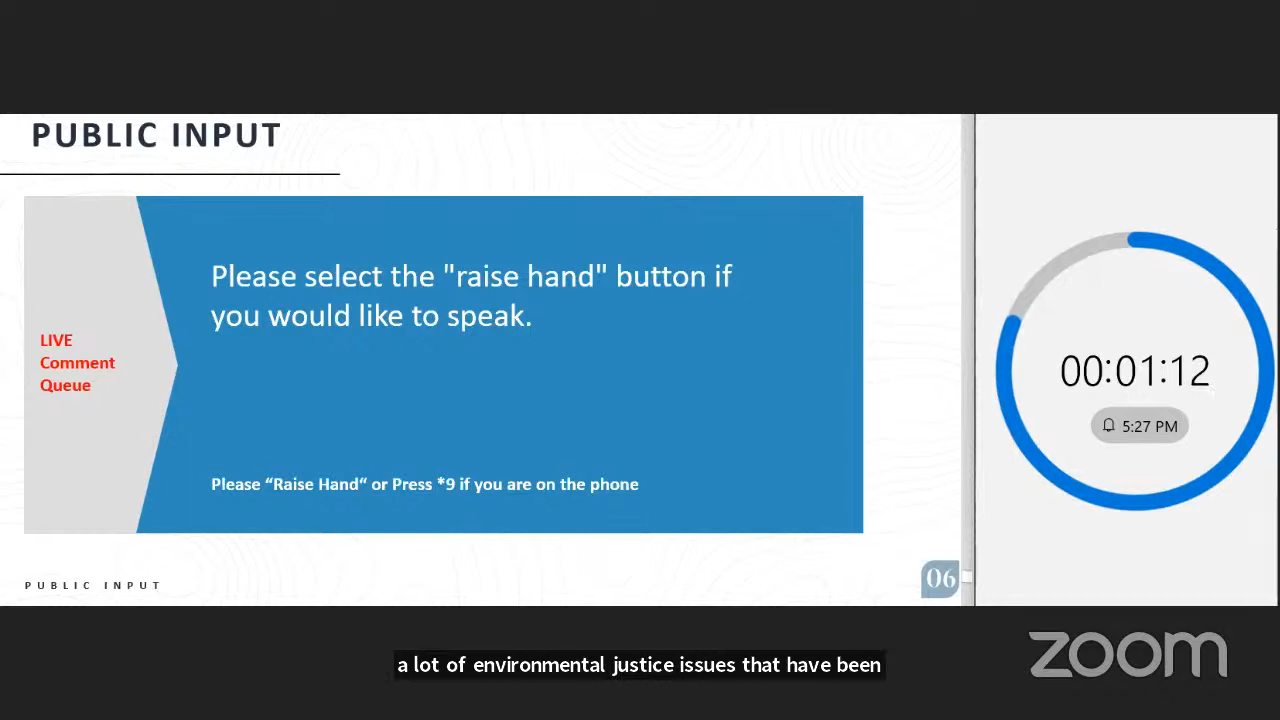 PUBLIC INPUT
Please select the "raise hand" button if
you would like to speak.
LIVE
Comment
Queue
Please “Raise Hand“ or Press *9 if you are on the phone
PUBLIC INPUT
06
00:01:12
5:27 PM
a lot of environmental justice issues that have been
zoom